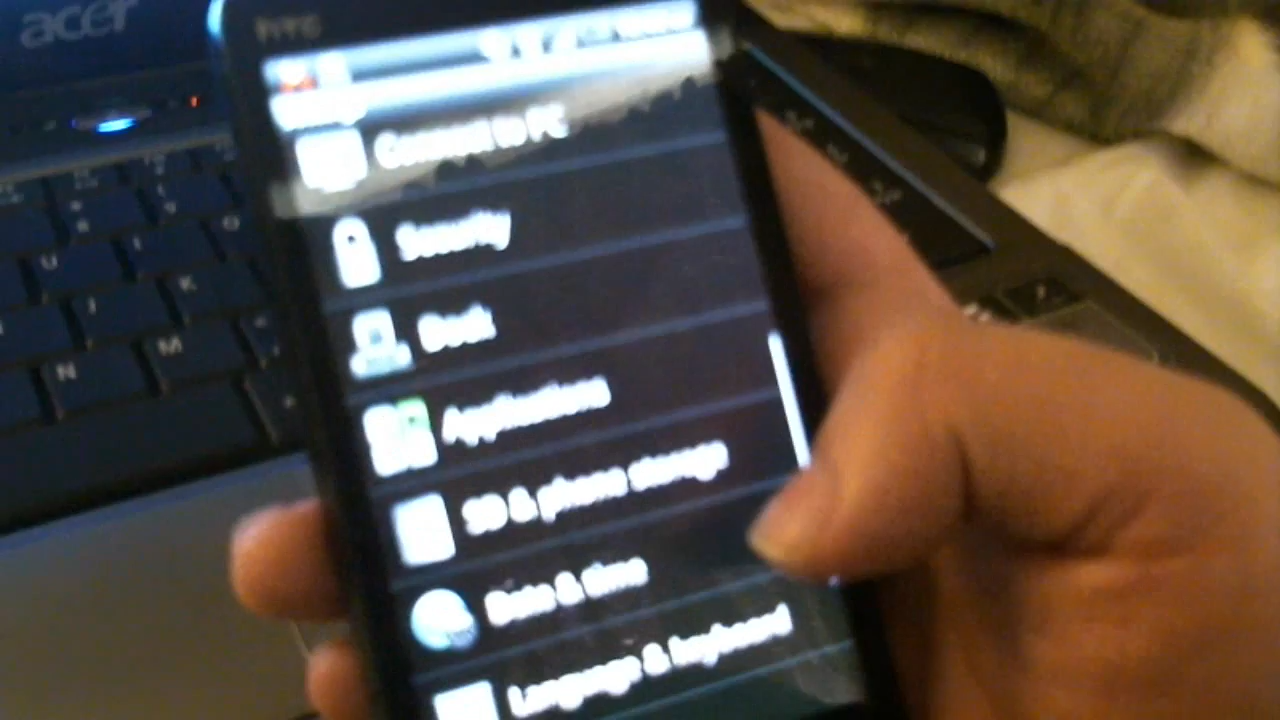 acer
htc
Connect to PC
Security
Dock
Applications
SD & phone storage
Date & time
Language & keyboard
U
I
O
J
K
N
M